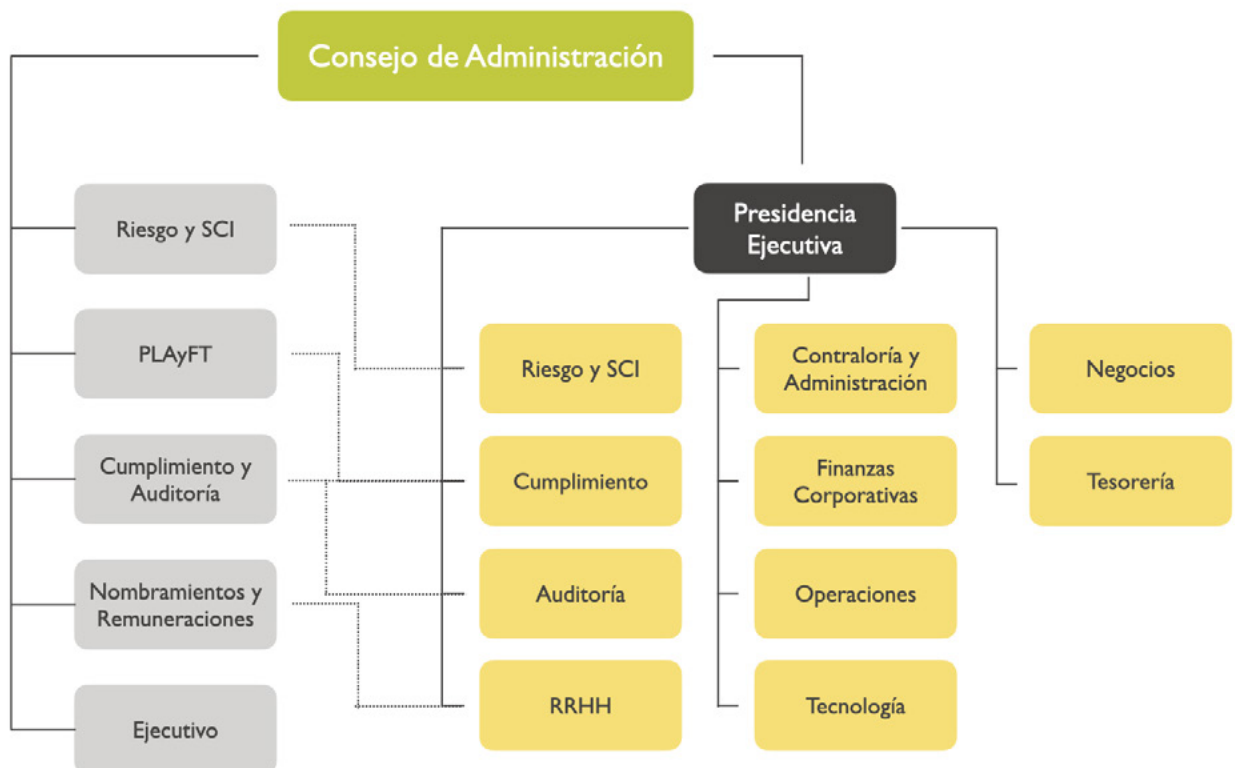 Consejo de Administración
Presidencia
Ejecutiva
Riesgo y SCI
PLAyFT
Cumplimiento y
Auditoría
Nombramientos y
Remuneraciones
Ejecutivo
Riesgo y SCI
Cumplimiento
Auditoría
RRHH
Contraloría y
Administración
Finanzas
Corporativas
Operaciones
Tecnología
Negocios
Tesorería